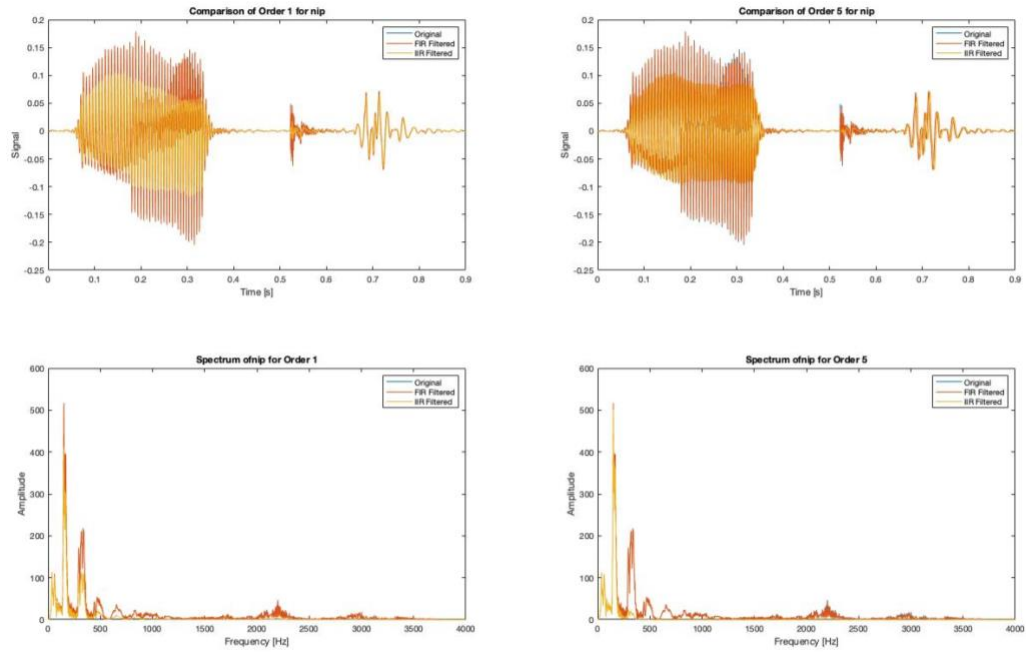 Comparison of Order 1 for nip
0.2
0.15
0.1
0.05
0
-0.05
-0.1
-0.15
-0.2
-0.25
Signal
0 0.1 0.2 0.3 0.4 0.5 0.6 0.7 0.8 0.9
Time [s]
Original
FIR Filtered
IIR Filtered
Comparison of Order 5 for nip
0.2
0.15
0.1
0.05
0
-0.05
-0.1
-0.15
-0.2
-0.25
Signal
0 0.1 0.2 0.3 0.4 0.5 0.6 0.7 0.8 0.9
Time [s]
Original
FIR Filtered
IIR Filtered
Spectrum ofnip for Order 1
600
500
400
300
200
100
0
Amplitude
0 500 1000 1500 2000 2500 3000 3500 4000
Frequency [Hz]
Original
FIR Filtered
IIR Filtered
Spectrum ofnip for Order 5
600
500
400
300
200
100
0
Amplitude
0 500 1000 1500 2000 2500 3000 3500 4000
Frequency [Hz]
Original
FIR Filtered
IIR Filtered